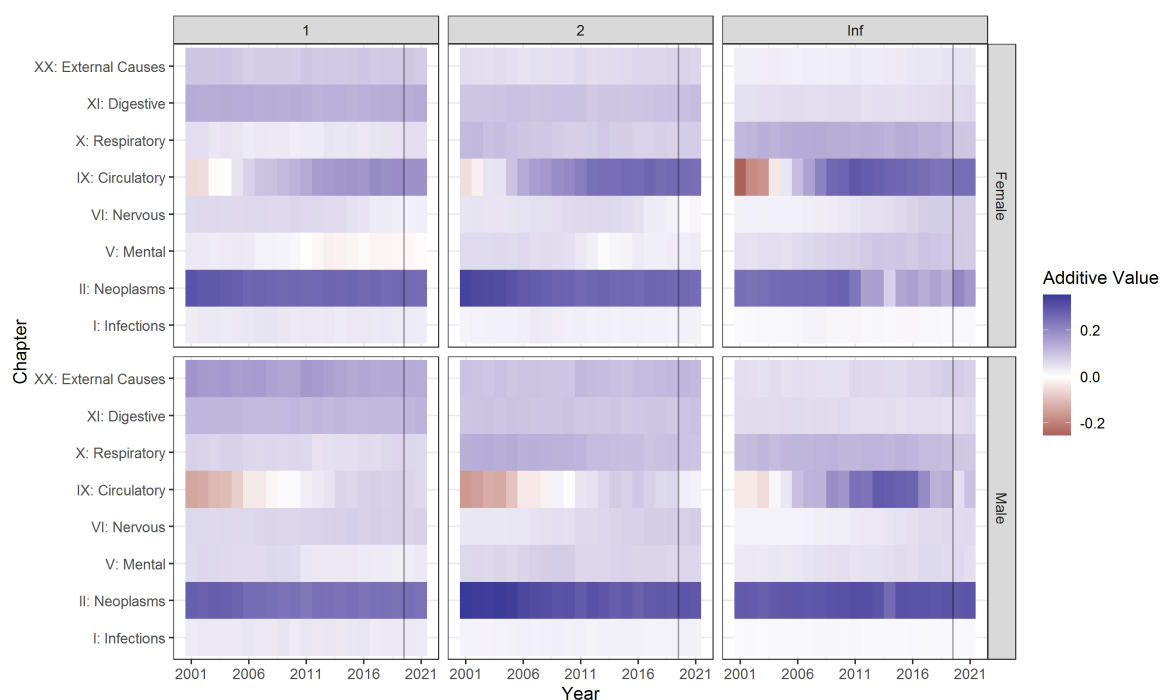 1 2 Inf
XX: External Causes
XI: Digestive
X: Respiratory
IX: Circulatory
VI: Nervous
V: Mental
II: Neoplasms
I: Infections
Female
XX: External Causes
XI: Digestive
X: Respiratory
IX: Circulatory
VI: Nervous
V: Mental
II: Neoplasms
I: Infections
Male
Chapter
2001 2006 2011 2016 2021 2001 2006 2011 2016 2021 2001 2006 2011 2016 2021
Year
Additive Value
0.2
0.0
-0.2